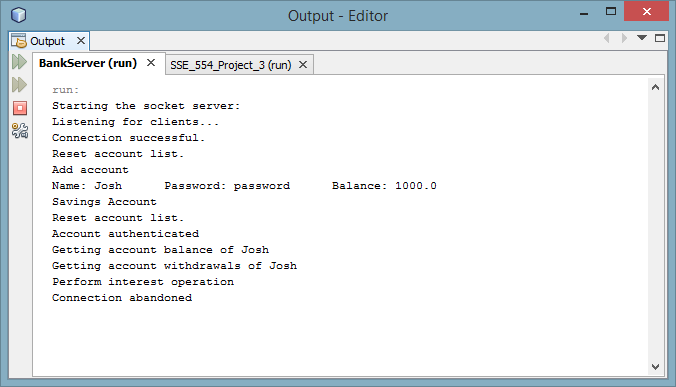 Output - Editor
Output
BankServer (run)
SSE_554_Project_3 (run)
run:
Starting the socket server:
Listening for clients...
Connection successful.
Reset account list.
Add account
Name: Josh      Password: password      Balance: 1000.0
Savings Account
Reset account list.
Account authenticated
Getting account balance of Josh
Getting account withdrawals of Josh
Perform interest operation
Connection abandoned